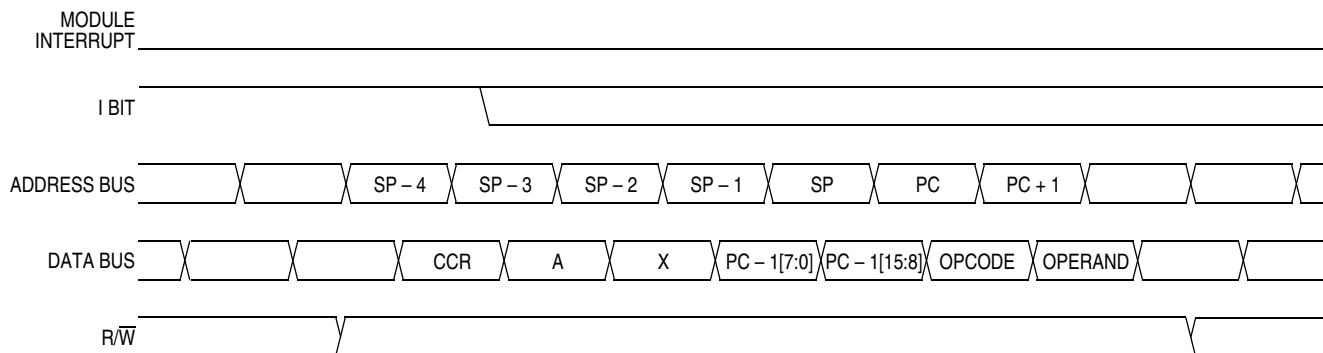 MODULE
INTERRUPT
I BIT
ADDRESS BUS SP – 4 SP – 3 SP – 2 SP – 1 SP PC PC + 1
DATA BUS CCR A X PC – 1[7:0] PC – 1[15:8] OPCODE OPERAND
R/W̅